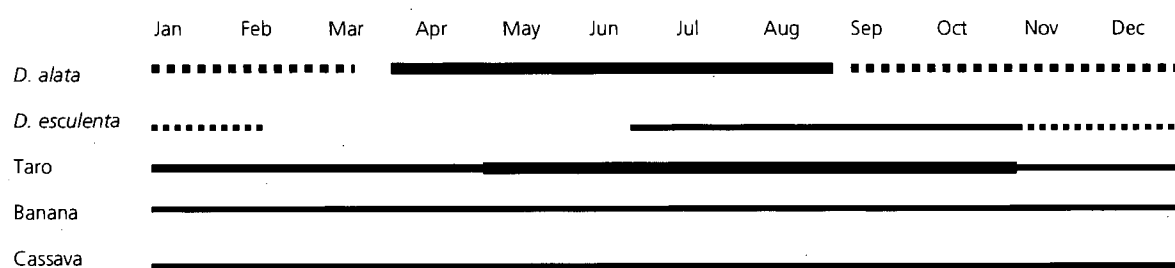 Jan Feb Mar Apr May Jun Jul Aug Sep Oct Nov Dec
D. alata
D. esculenta
Taro
Banana
Cassava